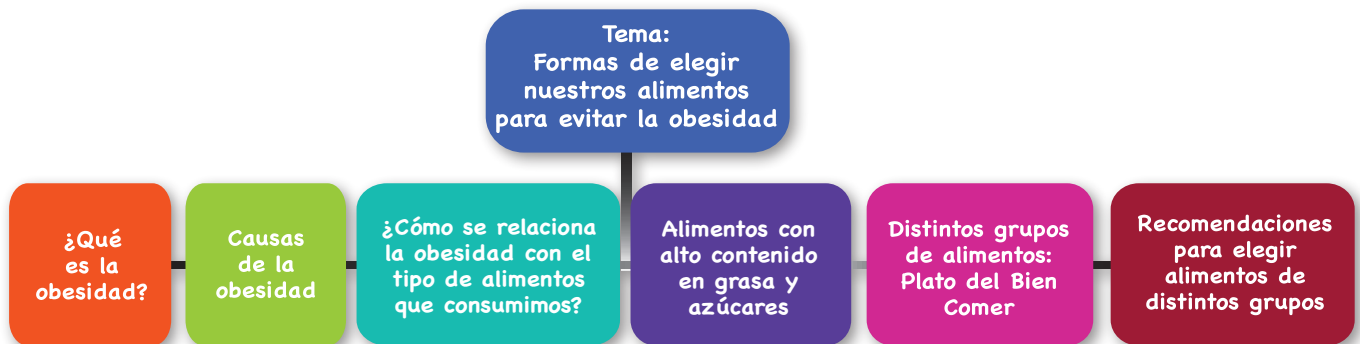 Tema:
Formas de elegir
nuestros alimentos
para evitar la obesidad
¿Qué
es la
obesidad?
Causas
de la
obesidad
¿Cómo se relaciona
la obesidad con el
tipo de alimentos
que consumimos?
Alimentos con
alto contenido
en grasa y
azúcares
Distintos grupos
de alimentos:
Plato del Bien
Comer
Recomendaciones
para elegir
alimentos de
distintos grupos